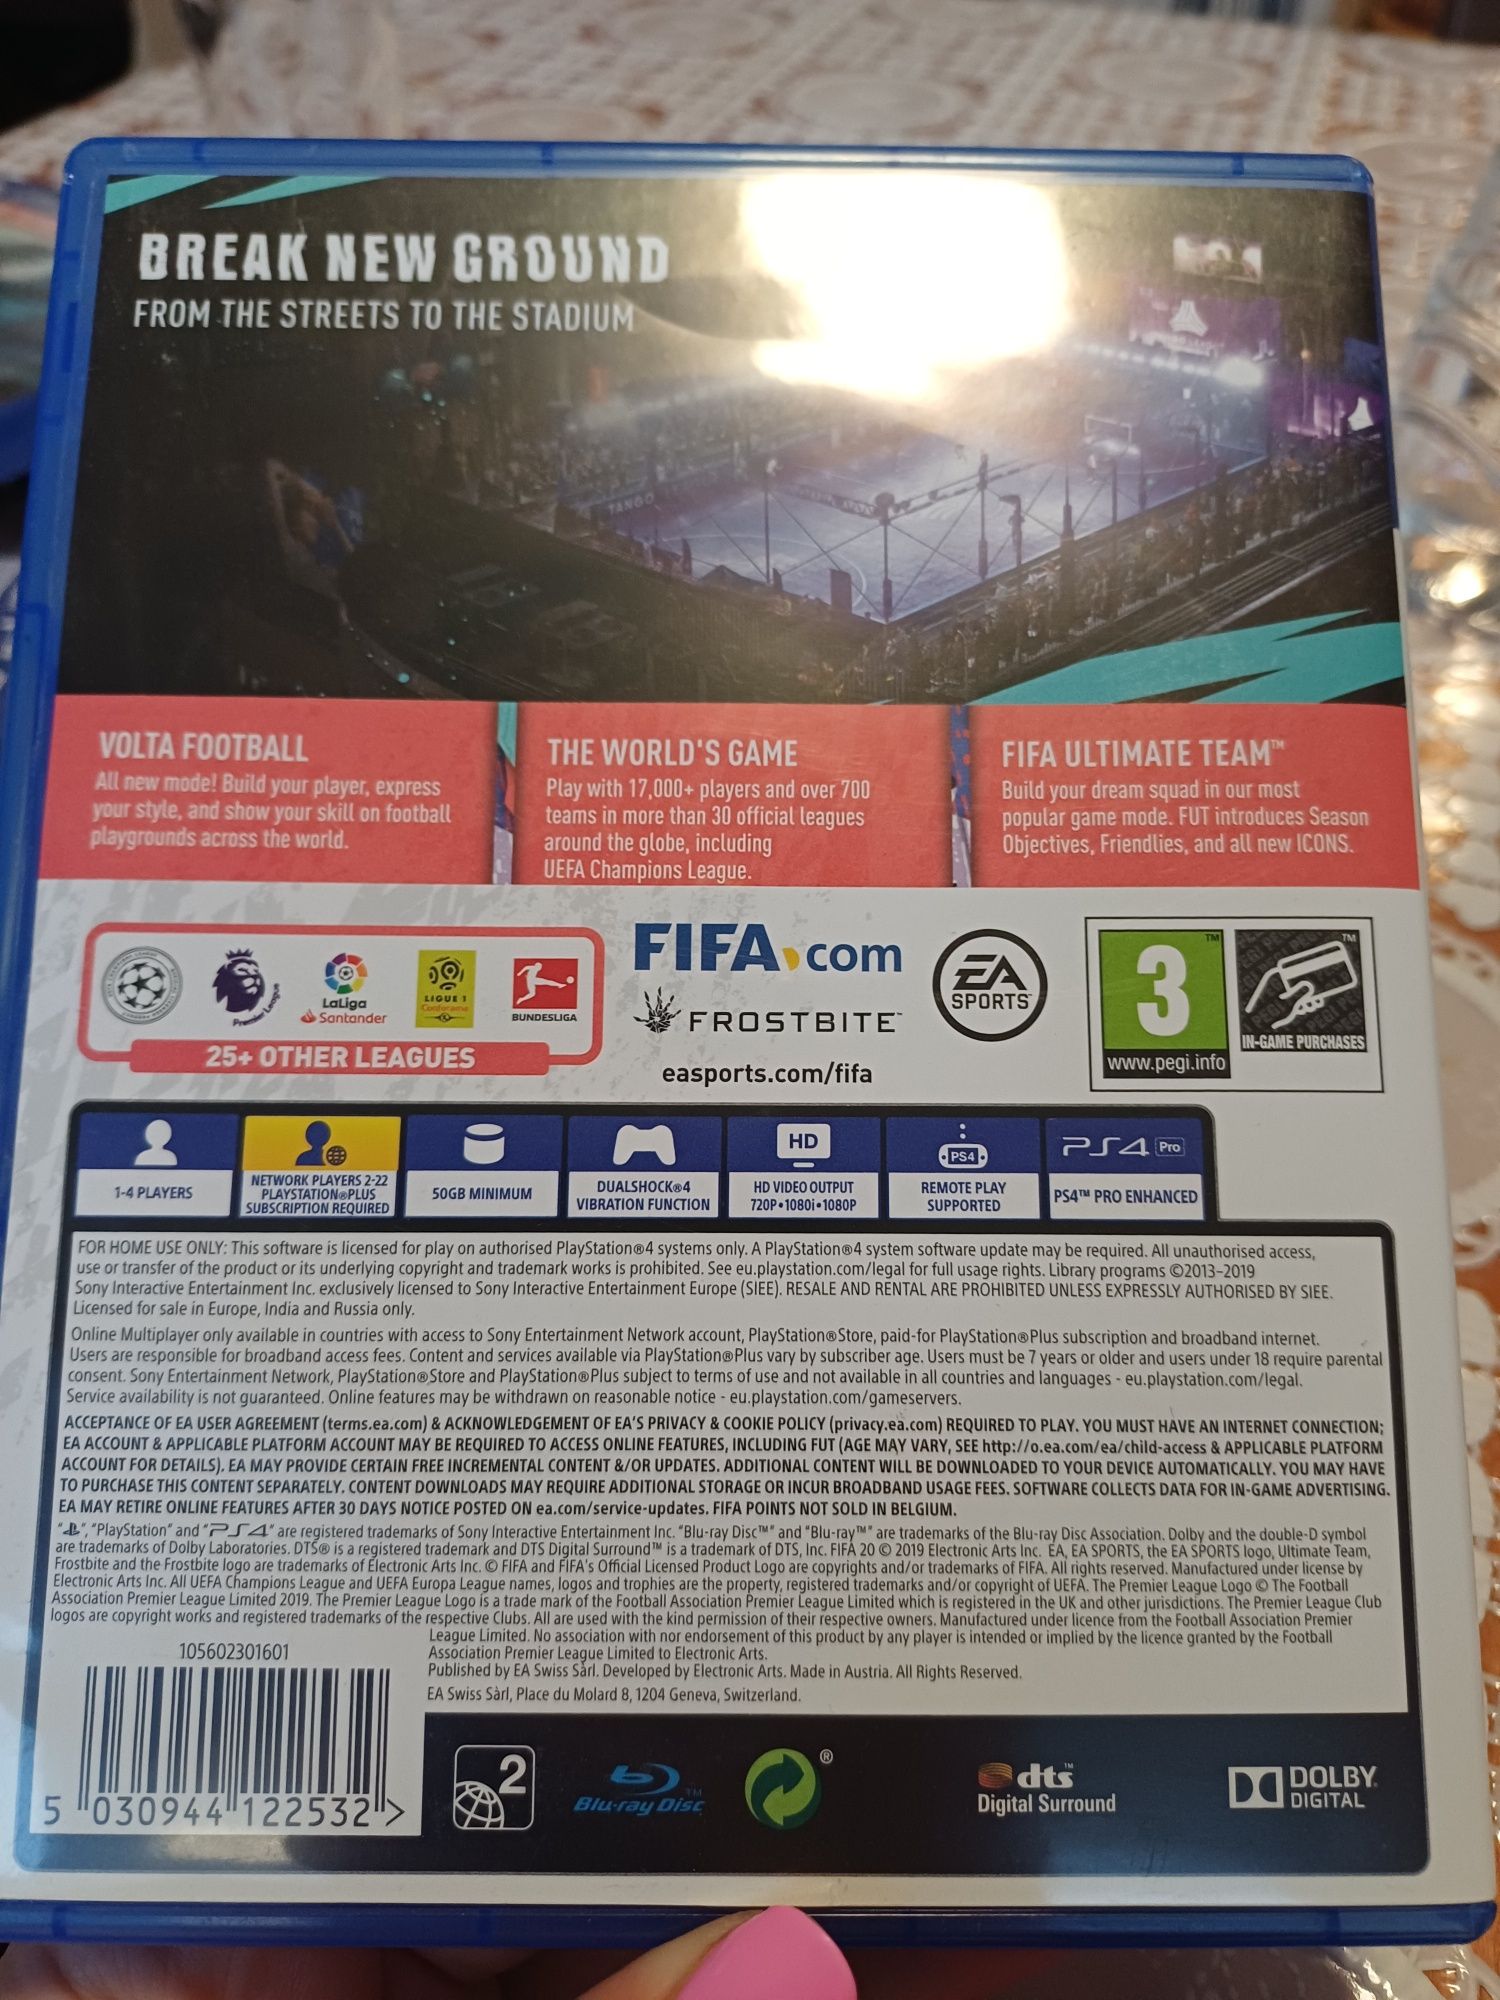 BREAK NEW GROUND
FROM THE STREETS TO THE STADIUM
TANGO
VOLTA FOOTBALL
All new mode! Build your player, express
your style, and show your skill on football
playgrounds across the world.
THE WORLD'S GAME
Play with 17,000+ players and over 700
teams in more than 30 official leagues
around the globe, including
UEFA Champions League.
FIFA ULTIMATE TEAM™
Build your dream squad in our most
popular game mode. FUT introduces Season
Objectives, Friendlies, and all new ICONS.
Premier League
LaLiga
Santander
LIGUE 1
Conforama
BUNDESLIGA
25+ OTHER LEAGUES
FIFA.com
FROSTBITE™
easports.com/fifa
EA
SPORTS™
3™
www.pegi.info
TM
IN-GAME PURCHASES
1-4 PLAYERS
NETWORK PLAYERS 2-22
PLAYSTATION®PLUS
SUBSCRIPTION REQUIRED
50GB MINIMUM
DUALSHOCK®4
VIBRATION FUNCTION
HD
HD VIDEO OUTPUT
720P•1080i•1080P
PS4
REMOTE PLAY
SUPPORTED
PS4 Pro
PS4™ PRO ENHANCED
FOR HOME USE ONLY: This software is licensed for play on authorised PlayStation®4 systems only. A PlayStation®4 system software update may be required. All unauthorised access,
use or transfer of the product or its underlying copyright and trademark works is prohibited. See eu.playstation.com/legal for full usage rights. Library programs ©2013-2019
Sony Interactive Entertainment Inc. exclusively licensed to Sony Interactive Entertainment Europe (SIEE). RESALE AND RENTAL ARE PROHIBITED UNLESS EXPRESSLY AUTHORISED BY SIEE.
Licensed for sale in Europe, India and Russia only.
Online Multiplayer only available in countries with access to Sony Entertainment Network account, PlayStation®Store, paid-for PlayStation®Plus subscription and broadband internet.
Users are responsible for broadband access fees. Content and services available via PlayStation®Plus vary by subscriber age. Users must be 7 years or older and users under 18 require parental
consent. Sony Entertainment Network, PlayStation®Store and PlayStation®Plus subject to terms of use and not available in all countries and languages - eu.playstation.com/legal.
Service availability is not guaranteed. Online features may be withdrawn on reasonable notice - eu.playstation.com/gameservers.
ACCEPTANCE OF EA USER AGREEMENT (terms.ea.com) & ACKNOWLEDGEMENT OF EA'S PRIVACY & COOKIE POLICY (privacy.ea.com) REQUIRED TO PLAY. YOU MUST HAVE AN INTERNET CONNECTION;
EA ACCOUNT & APPLICABLE PLATFORM ACCOUNT MAY BE REQUIRED TO ACCESS ONLINE FEATURES, INCLUDING FUT (AGE MAY VARY, SEE http://o.ea.com/ea/child-access & APPLICABLE PLATFORM
ACCOUNT FOR DETAILS). EA MAY PROVIDE CERTAIN FREE INCREMENTAL CONTENT &/OR UPDATES. ADDITIONAL CONTENT WILL BE DOWNLOADED TO YOUR DEVICE AUTOMATICALLY. YOU MAY HAVE
TO PURCHASE THIS CONTENT SEPARATELY. CONTENT DOWNLOADS MAY REQUIRE ADDITIONAL STORAGE OR INCUR BROADBAND USAGE FEES. SOFTWARE COLLECTS DATA FOR IN-GAME ADVERTISING.
EA MAY RETIRE ONLINE FEATURES AFTER 30 DAYS NOTICE POSTED ON ea.com/service-updates. FIFA POINTS NOT SOLD IN BELGIUM.
" ", "PlayStation" and "PS4" are registered trademarks of Sony Interactive Entertainment Inc. "Blu-ray Disc™" and "Blu-ray™" are trademarks of the Blu-ray Disc Association. Dolby and the double-D symbol
are trademarks of Dolby Laboratories. DTS® is a registered trademark and DTS Digital Surround™ is a trademark of DTS, Inc. FIFA 20 © 2019 Electronic Arts Inc. EA, EA SPORTS, the EA SPORTS logo, Ultimate Team,
Frostbite and the Frostbite logo are trademarks of Electronic Arts Inc. © FIFA and FIFA's Official Licensed Product Logo are copyrights and/or trademarks of FIFA. All rights reserved. Manufactured under license by
Electronic Arts Inc. All UEFA Champions League and UEFA Europa League names, logos and trophies are the property, registered trademarks and/or copyright of UEFA. The Premier League Logo © The Football
Association Premier League Limited 2019. The Premier League Logo is a trade mark of the Football Association Premier League Limited which is registered in the UK and other jurisdictions. The Premier League Club
logos are copyright works and registered trademarks of the respective Clubs. All are used with the kind permission of their respective owners. Manufactured under licence from the Football Association Premier
League Limited. No association with nor endorsement of this product by any player is intended or implied by the licence granted by the Football
Association Premier League Limited to Electronic Arts.
Published by EA Swiss Sàrl. Developed by Electronic Arts. Made in Austria. All Rights Reserved.
EA Swiss Sàrl, Place du Molard 8, 1204 Geneva, Switzerland.
105602301601
5 030944 122532 >
2
Blu-ray Disc™
®
dts™
Digital Surround
DOLBY®
DIGITAL